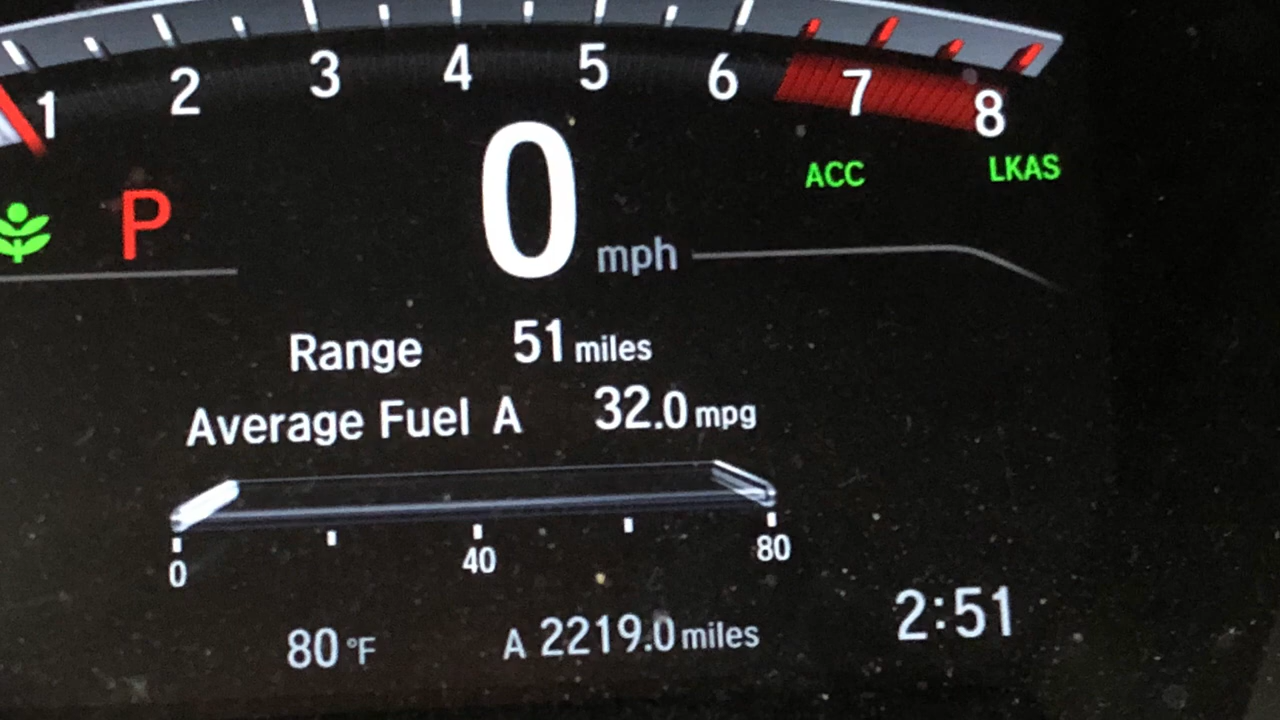 1 2 3 4 5 6 7 8
ACC LKAS
P 0 mph
Range 51 miles
Average Fuel A 32.0 mpg
0 40 80
80 °F A 2219.0 miles 2:51